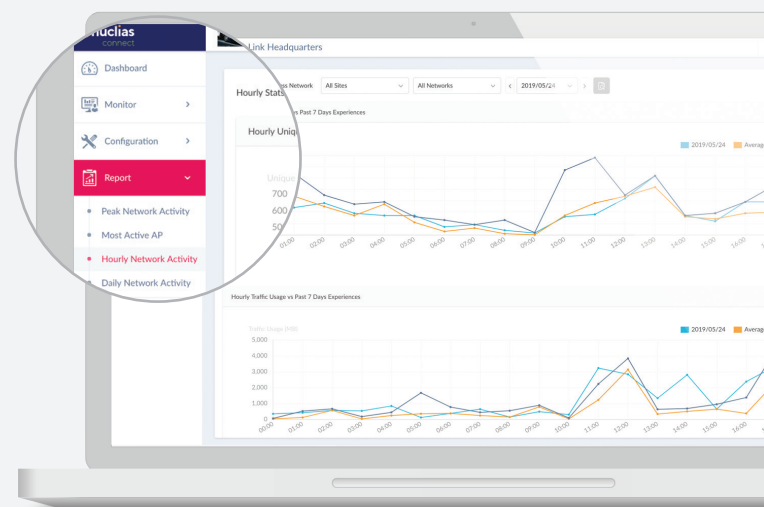 nuclias
connect
Dashboard
Monitor
Configuration
Report
Peak Network Activity
Most Active AP
Hourly Network Activity
Daily Network Activity
Link Headquarters
Hourly Stats
Network
All Sites
All Networks
2019/05/24
Past 7 Days Experiences
Hourly
2019/05/24
Unique
700
600
01:00
02:00
03:00
04:00
05:00
06:00
07:00
08:00
09:00
10:00
11:00
12:00
13:00
14:00
15:00
16:00
Hourly Traffic Usage vs Past 7 Days Experiences
Traffic Usage (MB)
2019/05/24
5,000
4,000
3,000
2,000
1,000
0
00:00
01:00
02:00
03:00
04:00
05:00
06:00
07:00
08:00
09:00
10:00
11:00
12:00
13:00
14:00
15:00
16:00